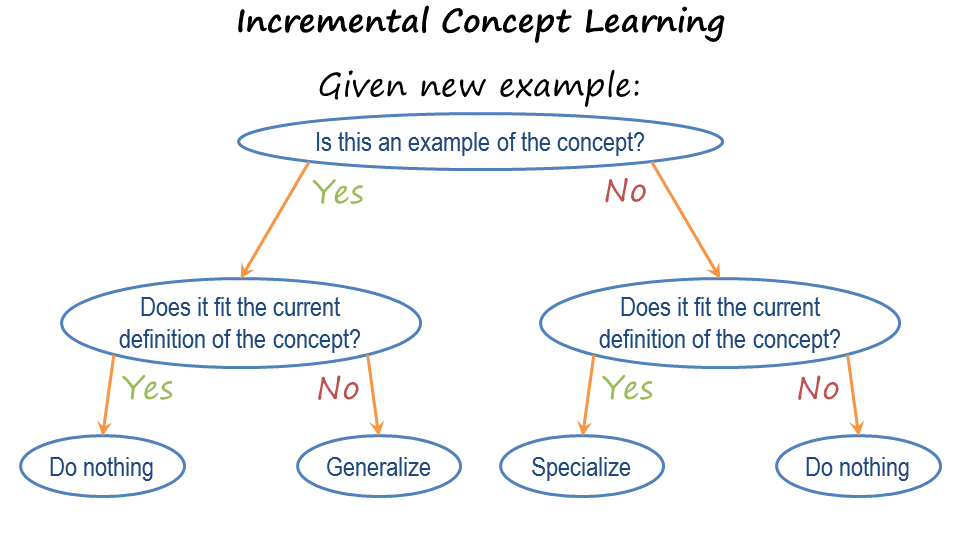 Incremental Concept Learning
Given new example:
Is this an example of the concept?
Yes
No
Does it fit the current
definition of the concept?
Does it fit the current
definition of the concept?
Yes
No
Yes
No
Do nothing
Generalize
Specialize
Do nothing